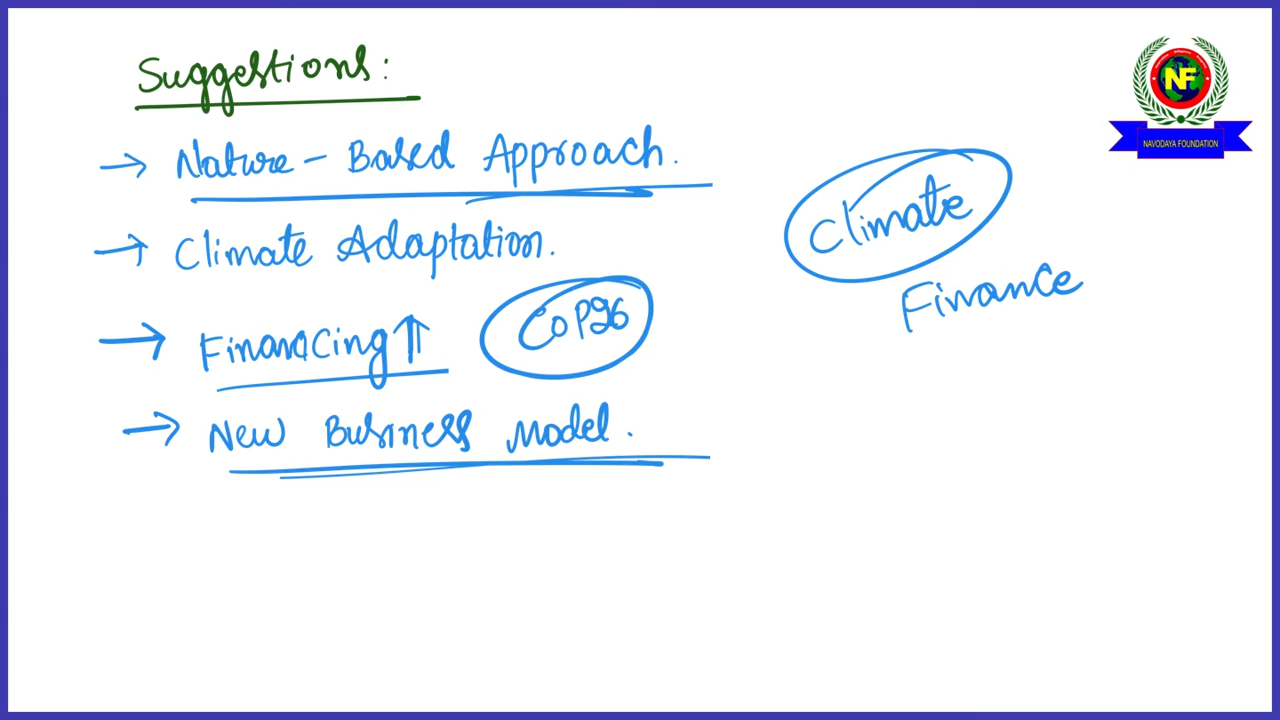 Suggestions:
→ Nature - Based Approach.
→ Climate Adaptation.
→ Financing ↑ COP26
→ New Business Model.
Climate
Finance
NF
NAVODAYA FOUNDATION